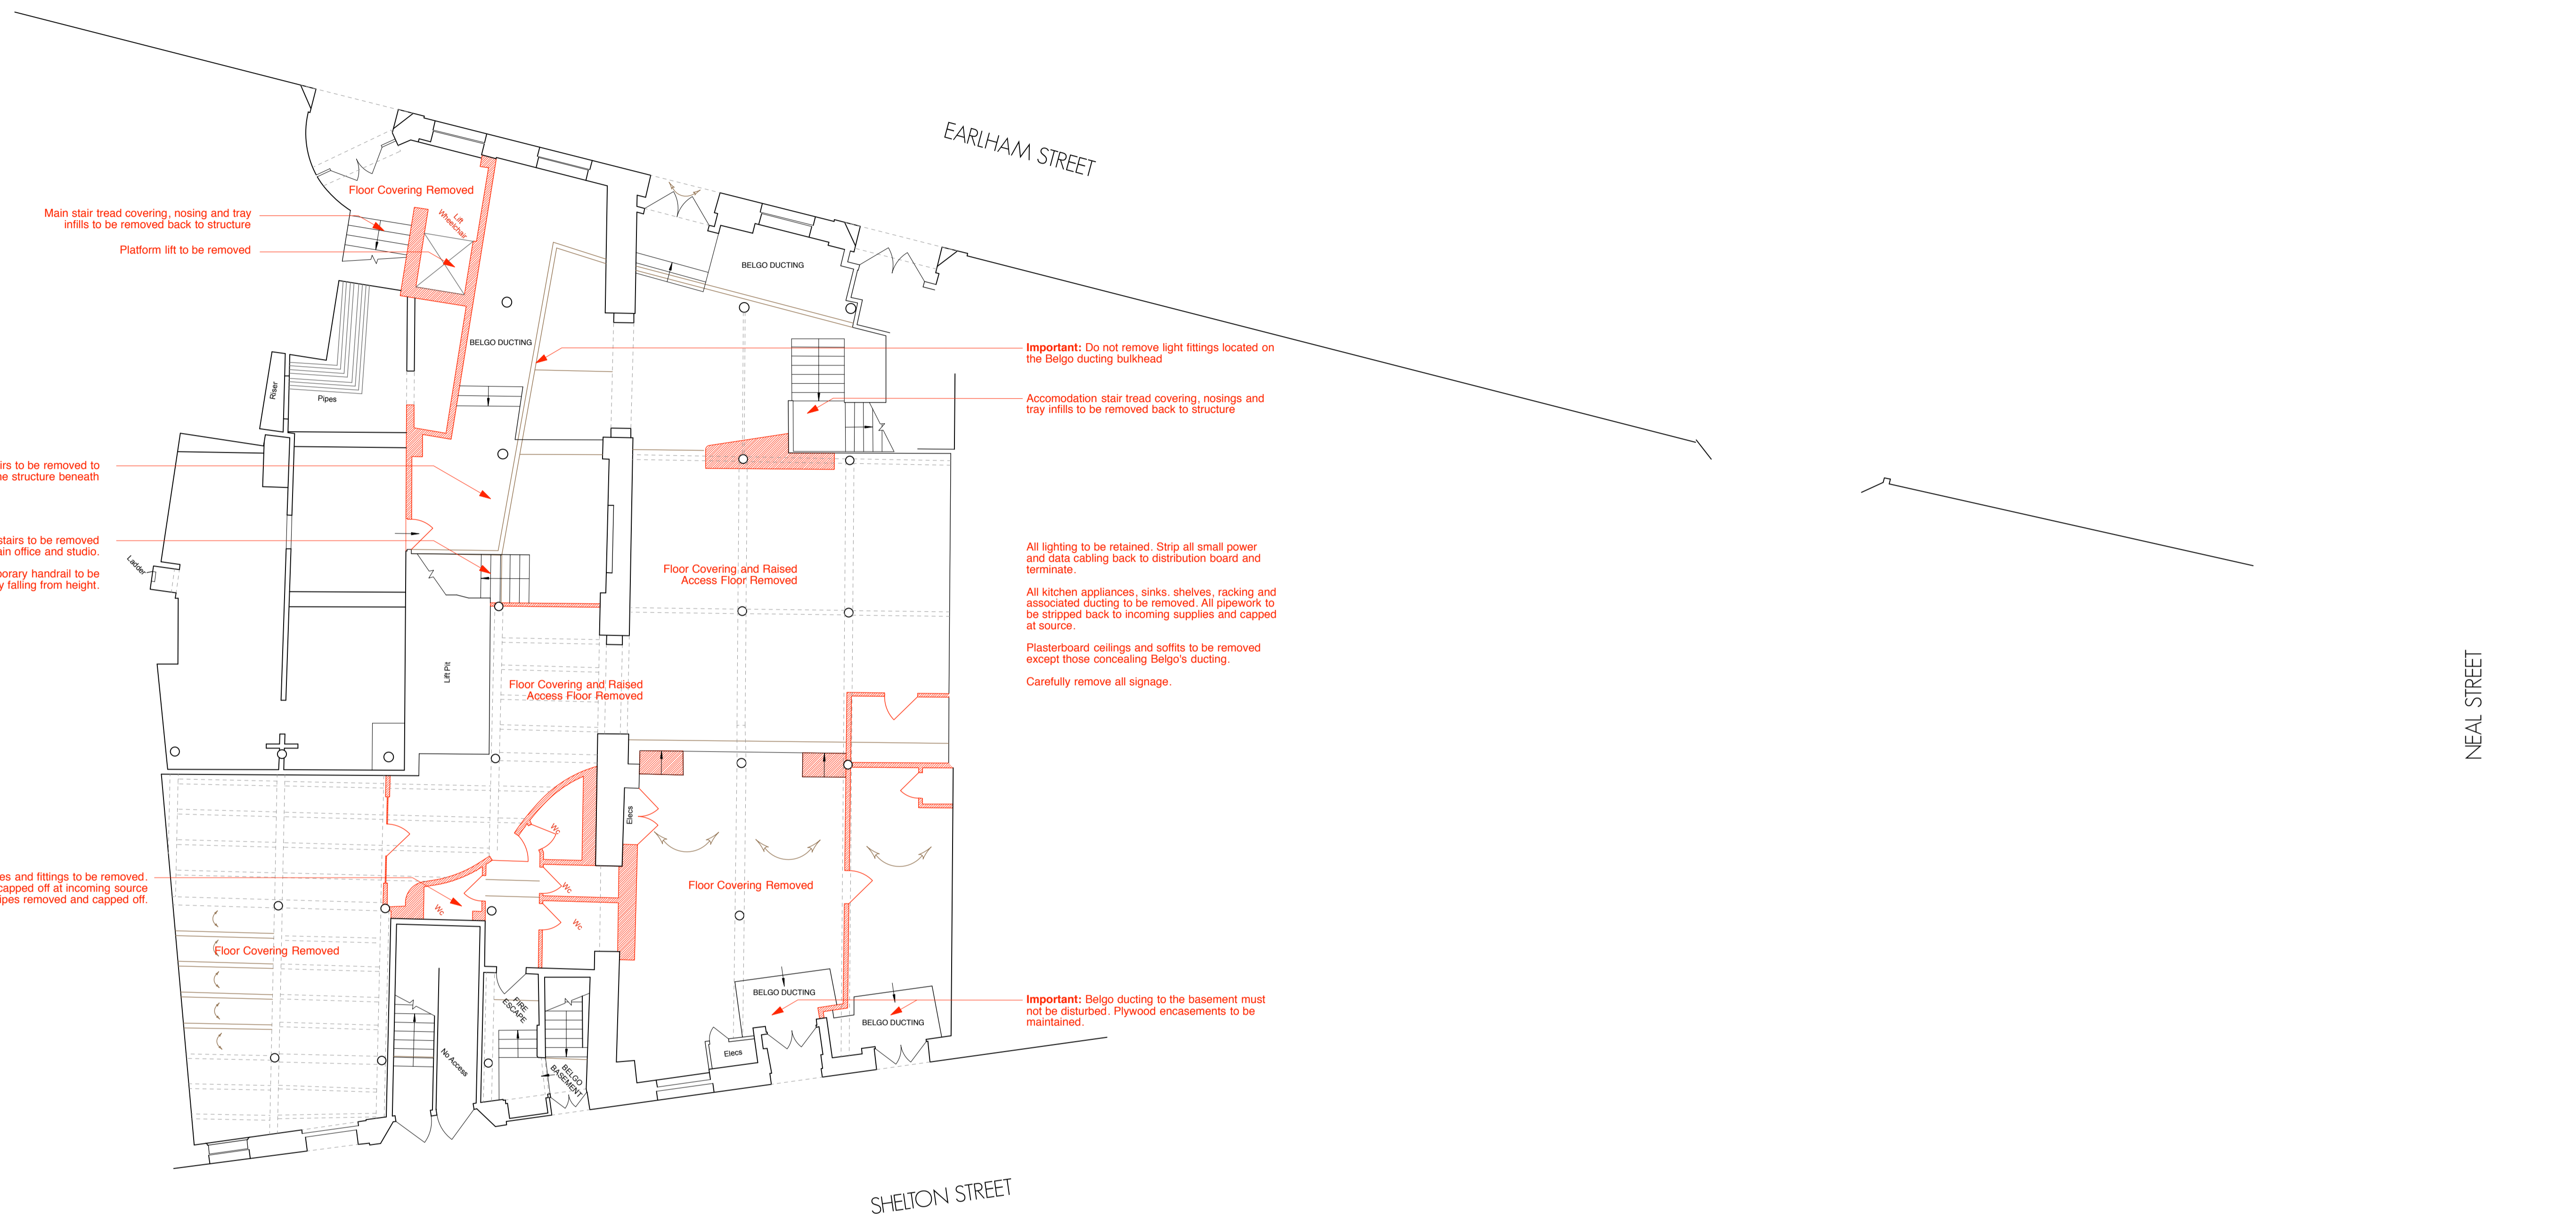 EARLHAM STREET
Floor Covering Removed
Main stair tread covering, nosing and tray
infills to be removed back to structure
Platform lift to be removed
Lift
Wheelchair
BELGO DUCTING
BELGO DUCTING
Important: Do not remove light fittings located on
the Belgo ducting bulkhead
Accomodation stair tread covering, nosings and
tray infills to be removed back to structure
Riser
Pipes
irs to be removed to
ne structure beneath
stairs to be removed
ain office and studio.
porary handrail to be
y falling from height.
Ladder
Floor Covering and Raised
Access Floor Removed
All lighting to be retained. Strip all small power
and data cabling back to distribution board and
terminate.
All kitchen appliances, sinks. shelves, racking and
associated ducting to be removed. All pipework to
be stripped back to incoming supplies and capped
at source.
Plasterboard ceilings and soffits to be removed
except those concealing Belgo's ducting.
Carefully remove all signage.
Lift Pit
Floor Covering and Raised
Access Floor Removed
NEAL STREET
Elecs
Wc
Wc
Wc
Wc
es and fittings to be removed.
capped off at incoming source
ipes removed and capped off.
Floor Covering Removed
Floor Covering Removed
FIRE
ESCAPE
No Access
BELGO
BASEMENT
BELGO DUCTING
BELGO DUCTING
Elecs
Important: Belgo ducting to the basement must
not be disturbed. Plywood encasements to be
maintained.
SHELTON STREET